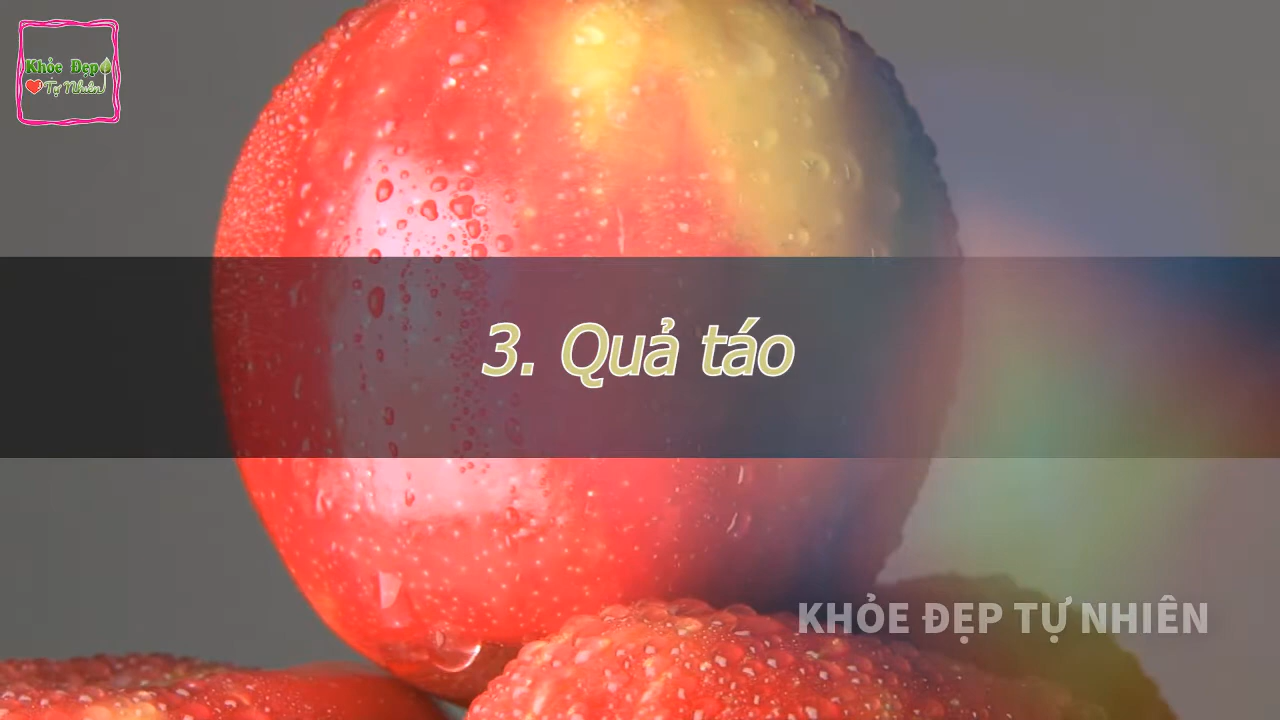 Khỏe Đẹp
Tự Nhiên
3. Quả táo
KHỎE ĐẸP TỰ NHIÊN